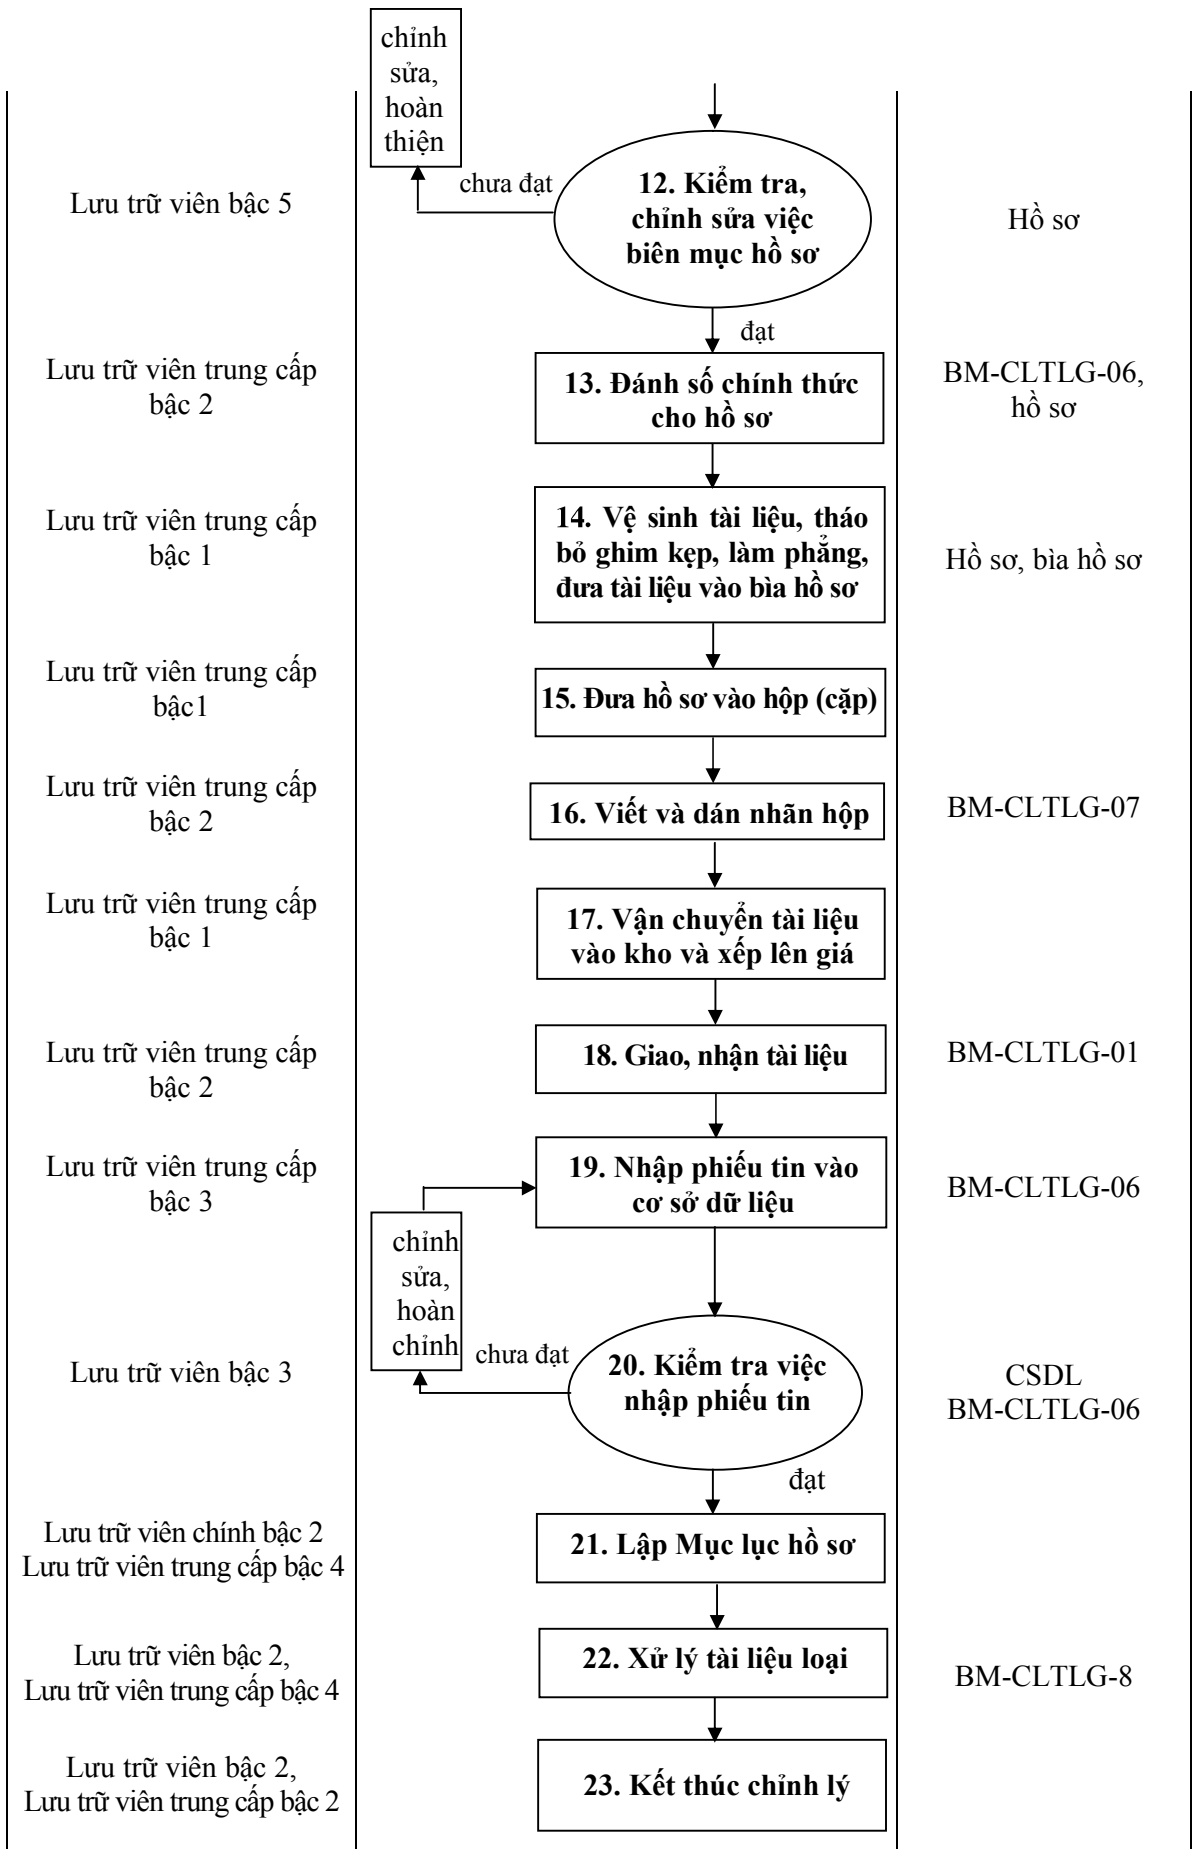 chỉnh
sửa,
hoàn
thiện
Lưu trữ viên bậc 5
chưa đạt
12. Kiểm tra,
chỉnh sửa việc
biên mục hồ sơ
Hồ sơ
đạt
Lưu trữ viên trung cấp
bậc 2
13. Đánh số chính thức
cho hồ sơ
BM-CLTLG-06,
hồ sơ
Lưu trữ viên trung cấp
bậc 1
14. Vệ sinh tài liệu, tháo
bỏ ghim kẹp, làm phẳng,
đưa tài liệu vào bìa hồ sơ
Hồ sơ, bìa hồ sơ
Lưu trữ viên trung cấp
bậc1
15. Đưa hồ sơ vào hộp (cặp)
Lưu trữ viên trung cấp
bậc 2
16. Viết và dán nhãn hộp
BM-CLTLG-07
Lưu trữ viên trung cấp
bậc 1
17. Vận chuyển tài liệu
vào kho và xếp lên giá
Lưu trữ viên trung cấp
bậc 2
18. Giao, nhận tài liệu
BM-CLTLG-01
Lưu trữ viên trung cấp
bậc 3
19. Nhập phiếu tin vào
cơ sở dữ liệu
BM-CLTLG-06
chỉnh
sửa,
hoàn
chỉnh
Lưu trữ viên bậc 3
chưa đạt
20. Kiểm tra việc
nhập phiếu tin
CSDL
BM-CLTLG-06
đạt
Lưu trữ viên chính bậc 2
Lưu trữ viên trung cấp bậc 4
21. Lập Mục lục hồ sơ
Lưu trữ viên bậc 2,
Lưu trữ viên trung cấp bậc 4
22. Xử lý tài liệu loại
BM-CLTLG-8
Lưu trữ viên bậc 2,
Lưu trữ viên trung cấp bậc 2
23. Kết thúc chỉnh lý